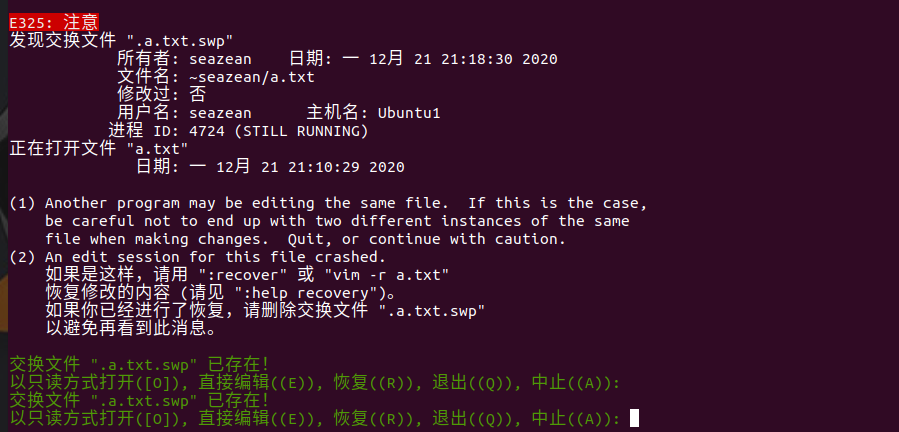 E325: 注意
发现交换文件 ".a.txt.swp"
所有者: seazean    日期: 一 12月 21 21:18:30 2020
文件名: ~seazean/a.txt
修改过: 否
用户名: seazean      主机名: Ubuntu1
进程 ID: 4724 (STILL RUNNING)
正在打开文件 "a.txt"
日期: 一 12月 21 21:10:29 2020
(1) Another program may be editing the same file.  If this is the case,
be careful not to end up with two different instances of the same
file when making changes.  Quit, or continue with caution.
(2) An edit session for this file crashed.
如果是这样，请用 ":recover" 或 "vim -r a.txt"
恢复修改的内容 (请见 ":help recovery")。
如果你已经进行了恢复，请删除交换文件 ".a.txt.swp"
以避免再看到此消息。
交换文件 ".a.txt.swp" 已存在!
以只读方式打开([O]), 直接编辑((E)), 恢复((R)), 退出((Q)), 中止((A)):
交换文件 ".a.txt.swp" 已存在!
以只读方式打开([O]), 直接编辑((E)), 恢复((R)), 退出((Q)), 中止((A)):